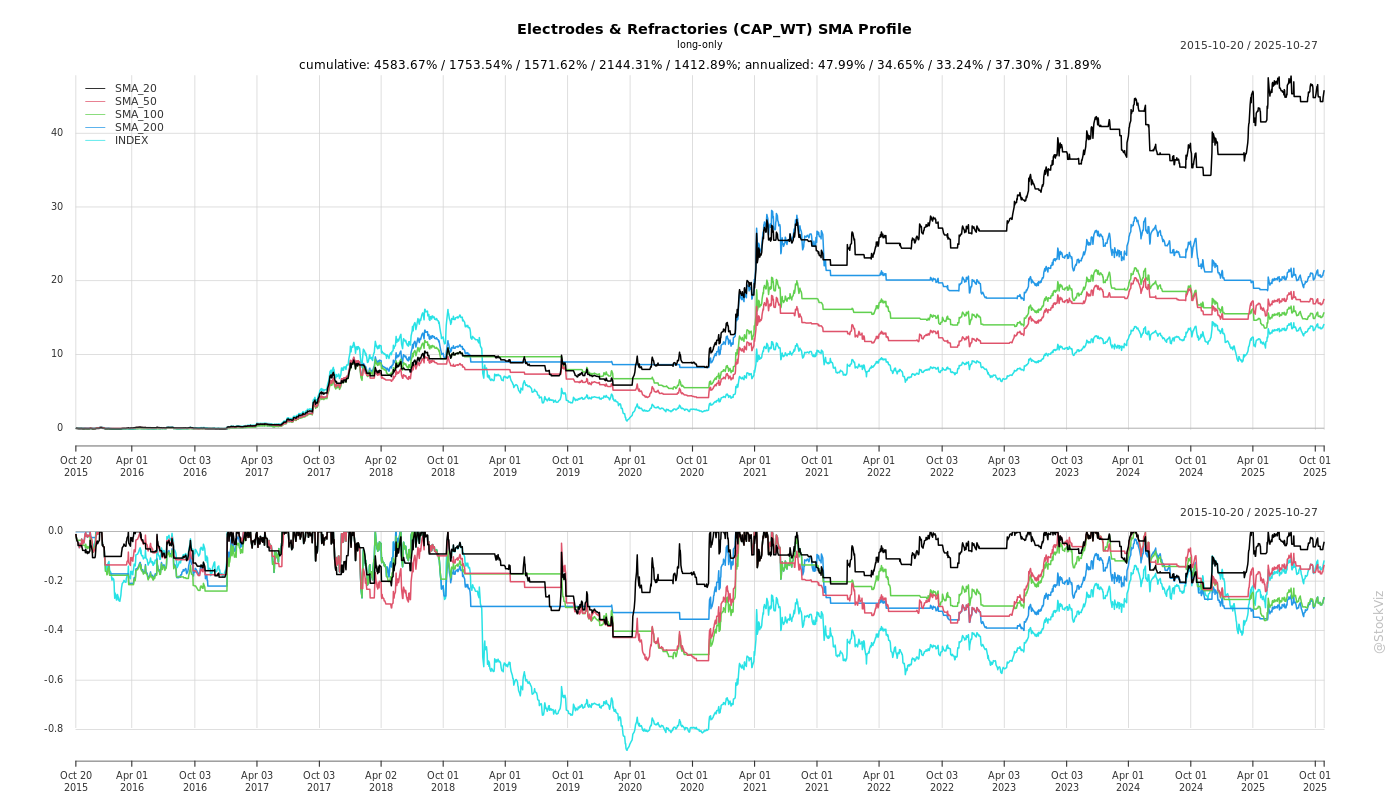 Electrodes & Refractories (CAP_WT) SMA Profile
long-only
2015-10-20 / 2025-10-27
cumulative: 4583.67% / 1753.54% / 1571.62% / 2144.31% / 1412.89%; annualized: 47.99% / 34.65% / 33.24% / 37.30% / 31.89%
SMA_20
SMA_50
SMA_100
SMA_200
INDEX
40
30
20
10
0
Oct 20 Apr 01 Oct 03 Apr 03 Oct 03 Apr 02 Oct 01 Apr 01 Oct 01 Apr 01 Oct 01 Apr 01 Oct 01 Apr 01 Oct 03 Apr 03 Oct 03 Apr 01 Oct 01 Apr 01 Oct 01
2015 2016 2016 2017 2017 2018 2018 2019 2019 2020 2020 2021 2021 2022 2022 2023 2023 2024 2024 2025 2025
2015-10-20 / 2025-10-27
0.0
-0.2
-0.4
-0.6
-0.8
Oct 20 Apr 01 Oct 03 Apr 03 Oct 03 Apr 02 Oct 01 Apr 01 Oct 01 Apr 01 Oct 01 Apr 01 Oct 01 Apr 01 Oct 03 Apr 03 Oct 03 Apr 01 Oct 01 Apr 01 Oct 01
2015 2016 2016 2017 2017 2018 2018 2019 2019 2020 2020 2021 2021 2022 2022 2023 2023 2024 2024 2025 2025
@StockViz